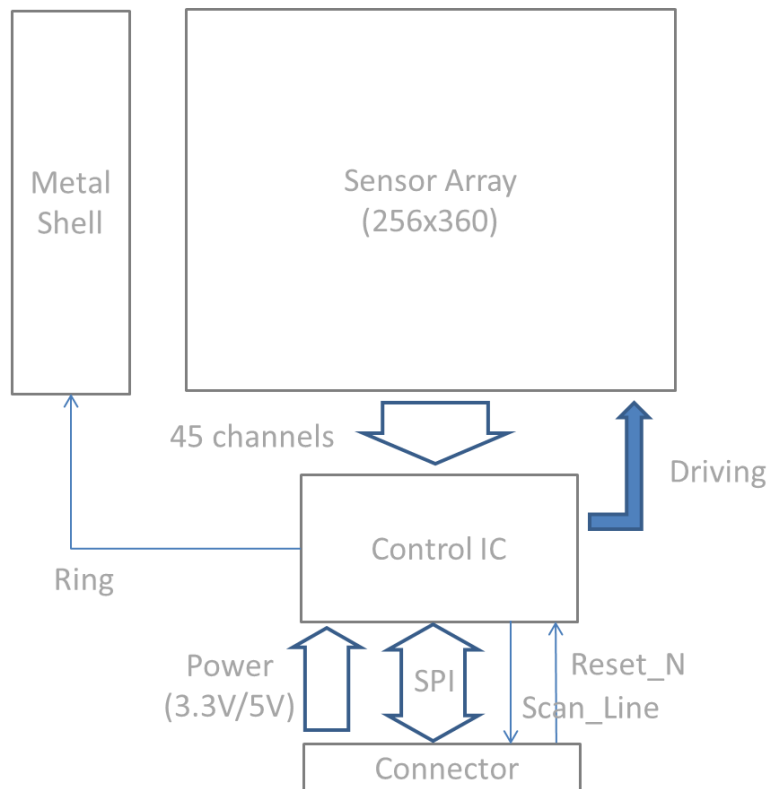 Metal
Shell
Sensor Array
(256x360)
45 channels
Driving
Control IC
Ring
Power
(3.3V/5V)
SPI
Reset_N
Scan_Line
Connector